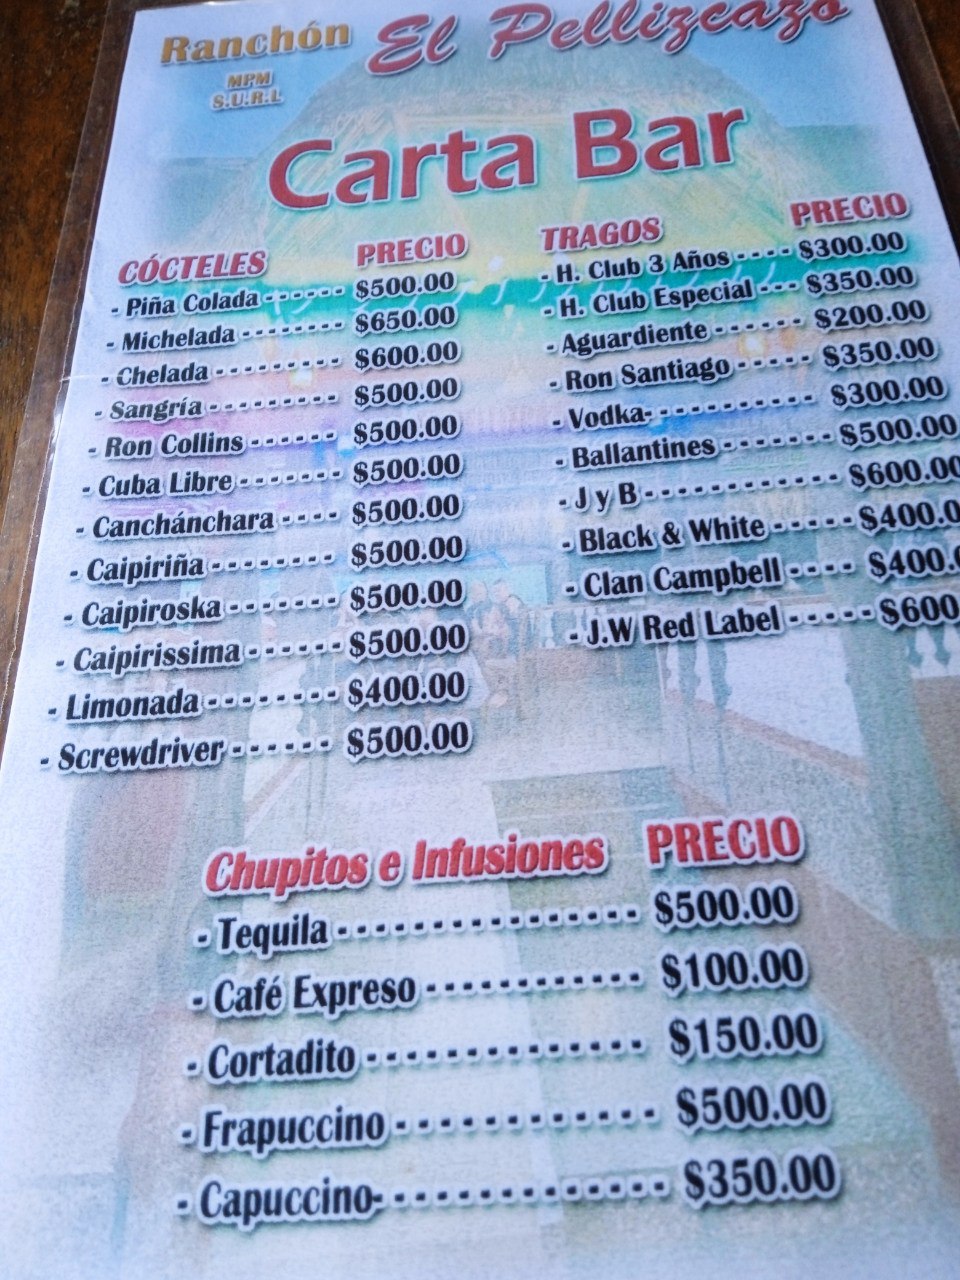 Ranchón El Pellizcazo
MPM
S.U.R.L
Carta Bar
CÓCTELES PRECIO
- Piña Colada - - - - - - $500.00
- Michelada - - - - - - - - $650.00
- Chelada - - - - - - - - - $600.00
- Sangría - - - - - - - - - $500.00
- Ron Collins - - - - - - $500.00
- Cuba Libre - - - - - - - $500.00
- Canchánchara - - - - $500.00
- Caipiriña - - - - - - - - $500.00
- Caipiroska - - - - - - - $500.00
- Caipirissima - - - - - - $500.00
- Limonada - - - - - - - - $400.00
- Screwdriver - - - - - - $500.00
TRAGOS PRECIO
- H. Club 3 Años - - - - $300.00
- H. Club Especial - - - $350.00
- Aguardiente - - - - - - $200.00
- Ron Santiago - - - - - $350.00
- Vodka- - - - - - - - - - - $300.00
- Ballantines - - - - - - - $500.00
- J y B - - - - - - - - - - - - $600.00
- Black & White - - - - - $400.0
- Clan Campbell - - - - $400.
- J.W Red Label - - - - - $600
Chupitos e Infusiones PRECIO
- Tequila - - - - - - - - - - - - - - - - $500.00
- Café Expreso - - - - - - - - - - - - $100.00
- Cortadito - - - - - - - - - - - - - - - $150.00
- Frapuccino - - - - - - - - - - - - - $500.00
- Capuccino- - - - - - - - - - - - - - $350.00